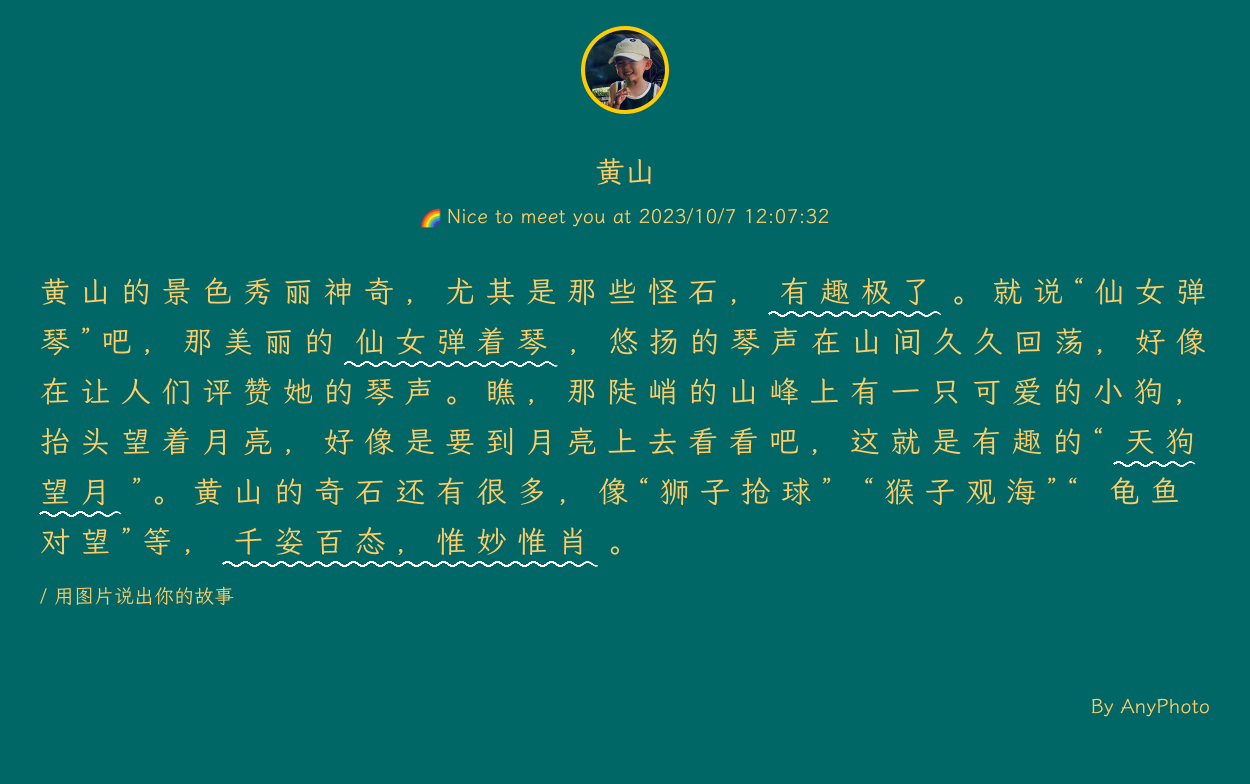 黄山
🌈 Nice to meet you at 2023/10/7 12:07:32
黄山的景色秀丽神奇，尤其是那些怪石，有趣极了。就说“仙女弹
琴”吧，那美丽的仙女弹着琴，悠扬的琴声在山间久久回荡，好像
在让人们评赞她的琴声。瞧，那陡峭的山峰上有一只可爱的小狗，
抬头望着月亮，好像是要到月亮上去看看吧，这就是有趣的“天狗
望月”。黄山的奇石还有很多，像“狮子抢球”“猴子观海”“龟鱼
对望”等，千姿百态，惟妙惟肖。
/ 用图片说出你的故事
By AnyPhoto